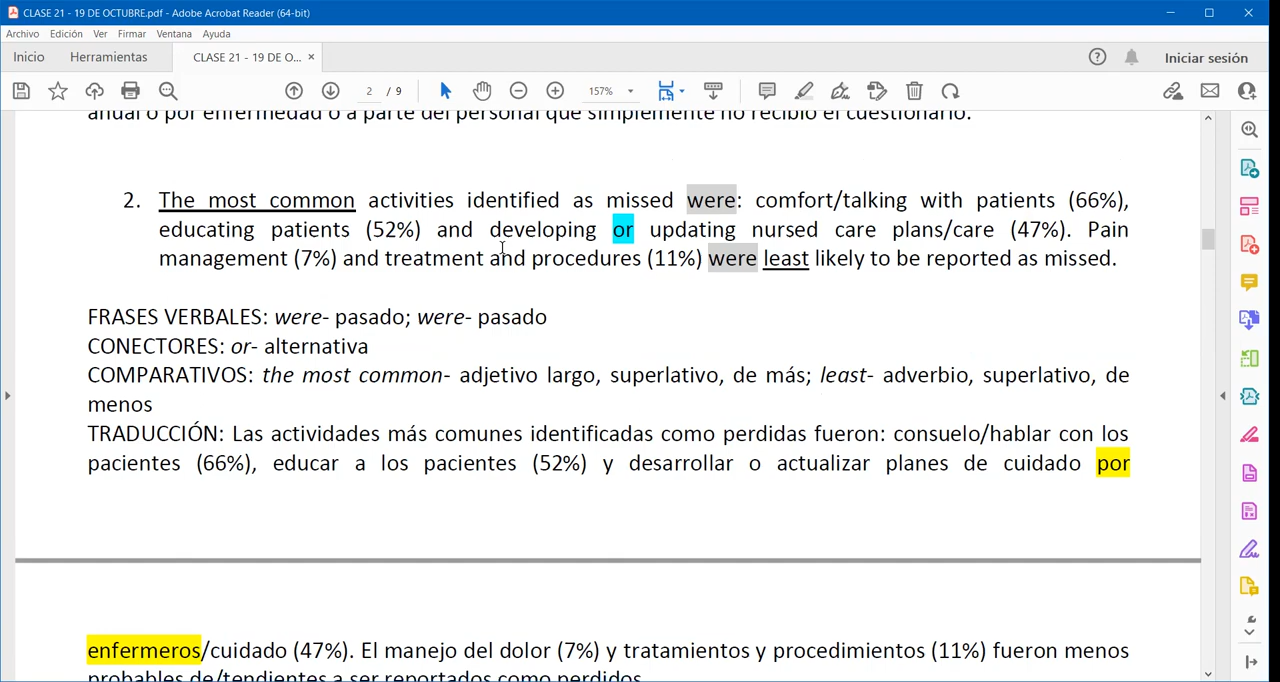 CLASE 21 - 19 DE OCTUBRE.pdf - Adobe Acrobat Reader (64-bit)
Archivo Edición Ver Firmar Ventana Ayuda
Inicio Herramientas CLASE 21 - 19 DE O... × Iniciar sesión
2 / 9 157%
anual o por enfermedad o a parte del personal que simplemente no recibió el cuestionario.
2. The most common activities identified as missed were: comfort/talking with patients (66%),
educating patients (52%) and developing or updating nursed care plans/care (47%). Pain
management (7%) and treatment and procedures (11%) were least likely to be reported as missed.
FRASES VERBALES: were- pasado; were- pasado
CONECTORES: or- alternativa
COMPARATIVOS: the most common- adjetivo largo, superlativo, de más; least- adverbio, superlativo, de
menos
TRADUCCIÓN: Las actividades más comunes identificadas como perdidas fueron: consuelo/hablar con los
pacientes (66%), educar a los pacientes (52%) y desarrollar o actualizar planes de cuidado por
enfermeros/cuidado (47%). El manejo del dolor (7%) y tratamientos y procedimientos (11%) fueron menos
probables de/tendientes a ser reportados como perdidos.